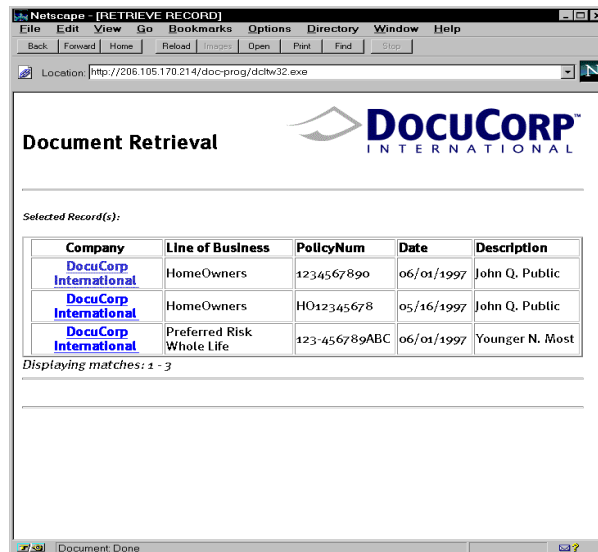 Netscape - [RETRIEVE RECORD]
File Edit View Go Bookmarks Options Directory Window Help
Back Forward Home Reload Images Open Print Find Stop
Location: http://206.105.170.214/doc-prog/dcltw32.exe
N
Document Retrieval
DOCUCORP™
INTERNATIONAL
Selected Record(s):
Company Line of Business PolicyNum Date Description
DocuCorp International HomeOwners 1234567890 06/01/1997 John Q. Public
DocuCorp International HomeOwners HO12345678 05/16/1997 John Q. Public
DocuCorp International Preferred Risk Whole Life 123-456789ABC 06/01/1997 Younger N. Most
Displaying matches: 1 - 3
Document: Done